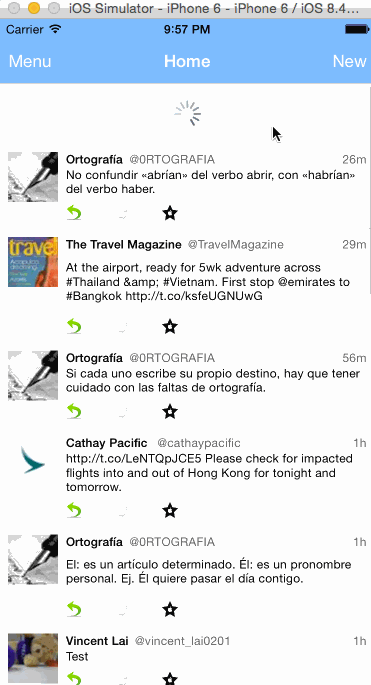 iOS Simulator - iPhone 6 - iPhone 6 / iOS 8.4…
Carrier 9:57 PM
Menu Home New
Ortografía @0RTOGRAFIA 26m
No confundir «abrían» del verbo abrir, con «habrían»
del verbo haber.
travel
The Travel Magazine @TravelMagazine 29m
At the airport, ready for 5wk adventure across
#Thailand &amp; #Vietnam. First stop @emirates to
#Bangkok http://t.co/ksfeUGNUwG
Ortografía @0RTOGRAFIA 56m
Si cada uno escribe su propio destino, hay que tener
cuidado con las faltas de ortografía.
Cathay Pacific @cathaypacific 1h
http://t.co/LeNTQpJCE5 Please check for impacted
flights into and out of Hong Kong for tonight and
tomorrow.
Ortografía @0RTOGRAFIA 1h
El: es un artículo determinado. Él: es un pronombre
personal. Ej. Él quiere pasar el día contigo.
Vincent Lai @vincent_lai0201 1h
Test